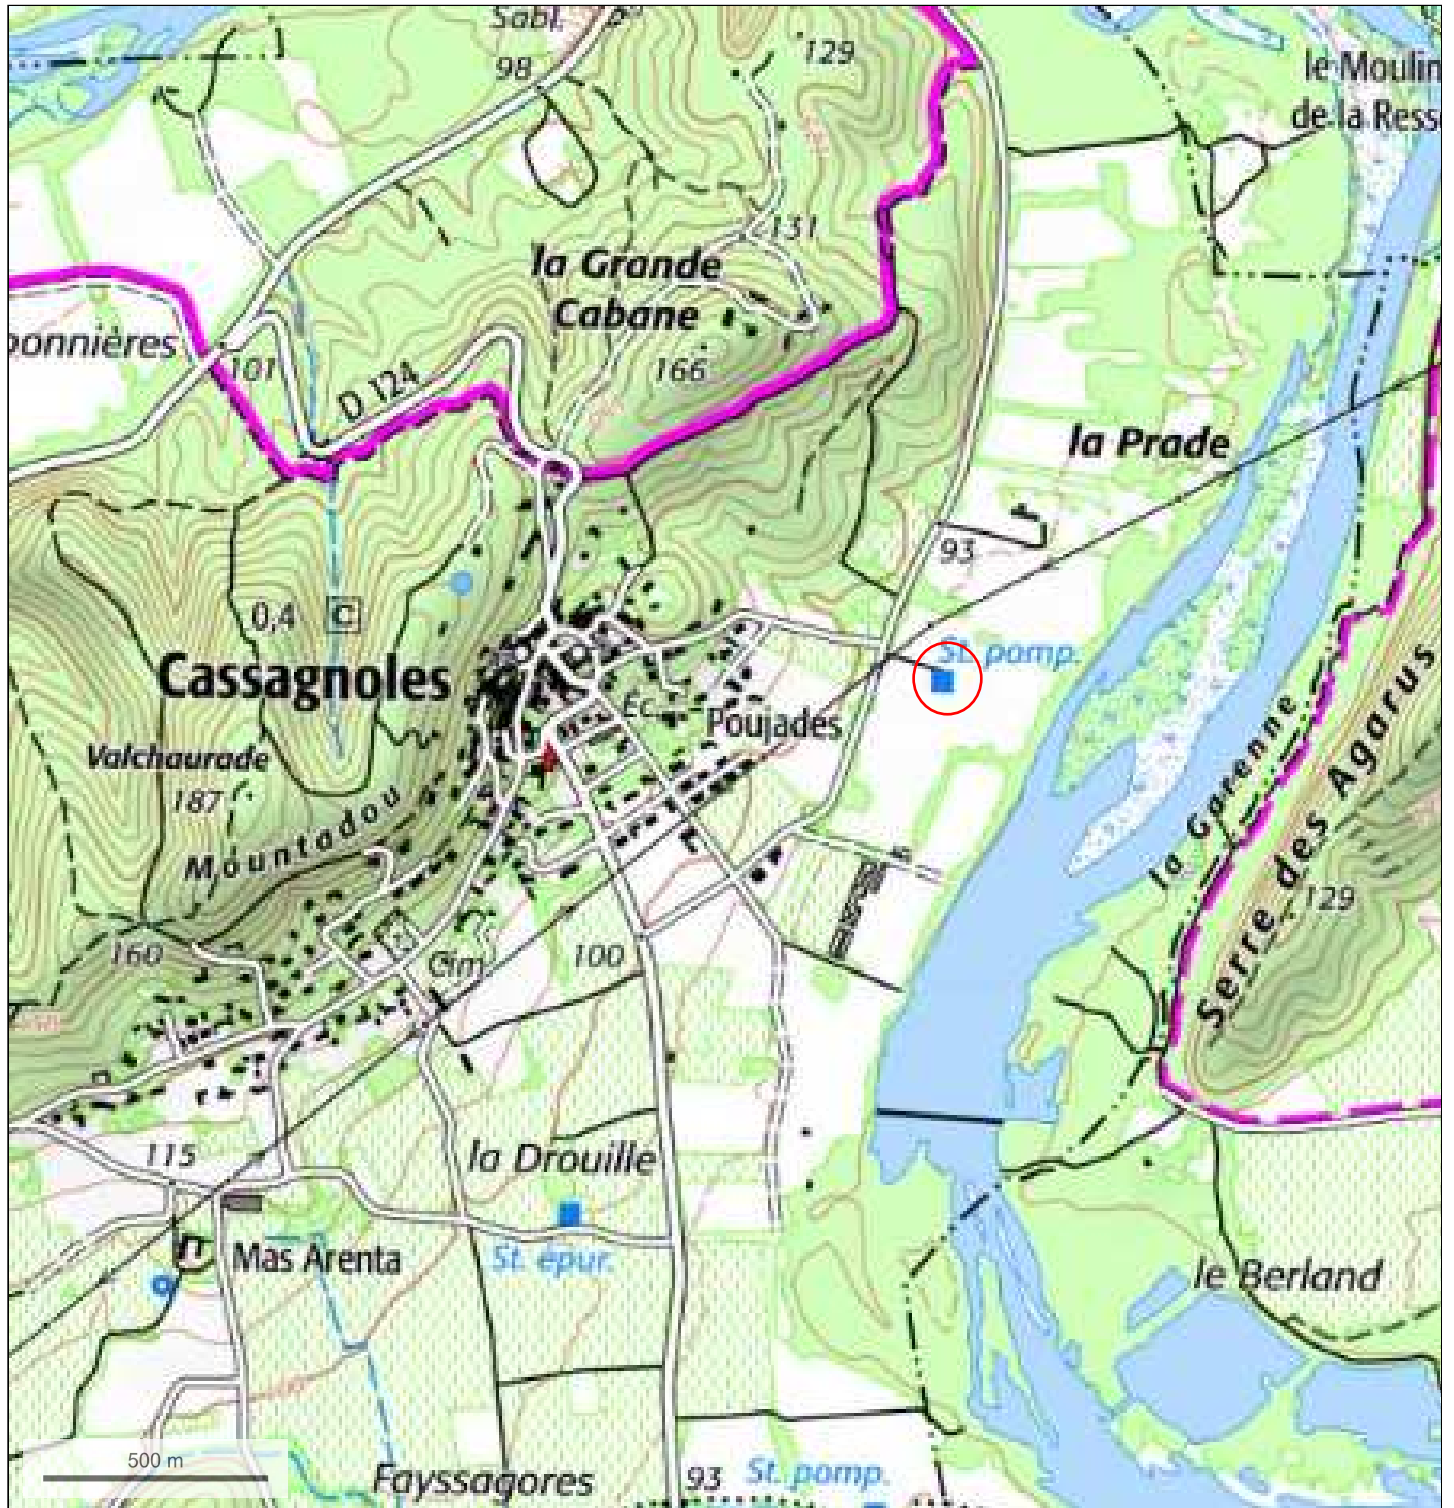 Sabl.
129
98
le Moulin
de la Ress
131
la Grande
Cabane
ponnières
101
D 124
166
la Prade
93
0,4
C
St. pomp.
Cassagnoles
Éc.
Poujades
Valchaurade
187
Mountadou
la Garenne
Serre des Agarus
129
160
Cim.
100
115
la Drouille
Mas Arenta
St. épur.
le Berland
500 m
Fayssagores
93
St. pomp.